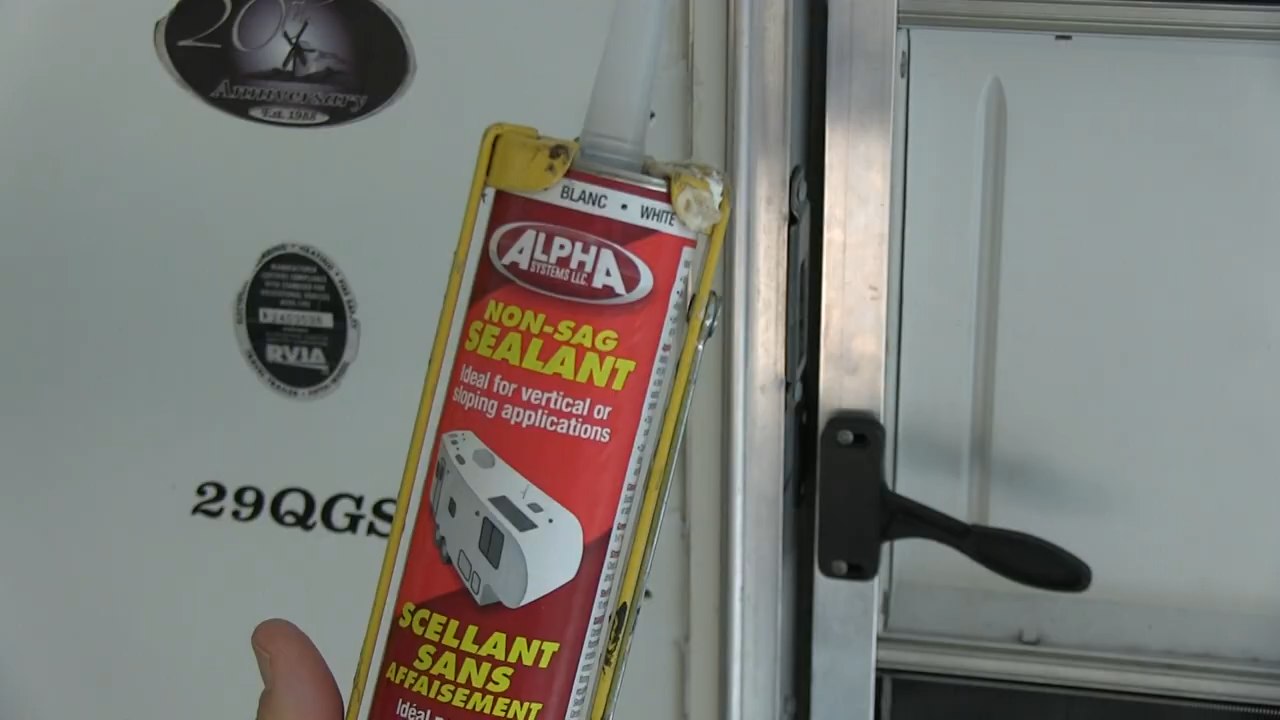 20
Anniversary
Est. 1988
RVIA
29QGS
BLANC • WHITE
ALPHA
SYSTEMS LLC.
NON-SAG
SEALANT
Ideal for vertical or
sloping applications
SCELLANT
SANS
AFFAISEMENT
Idéal